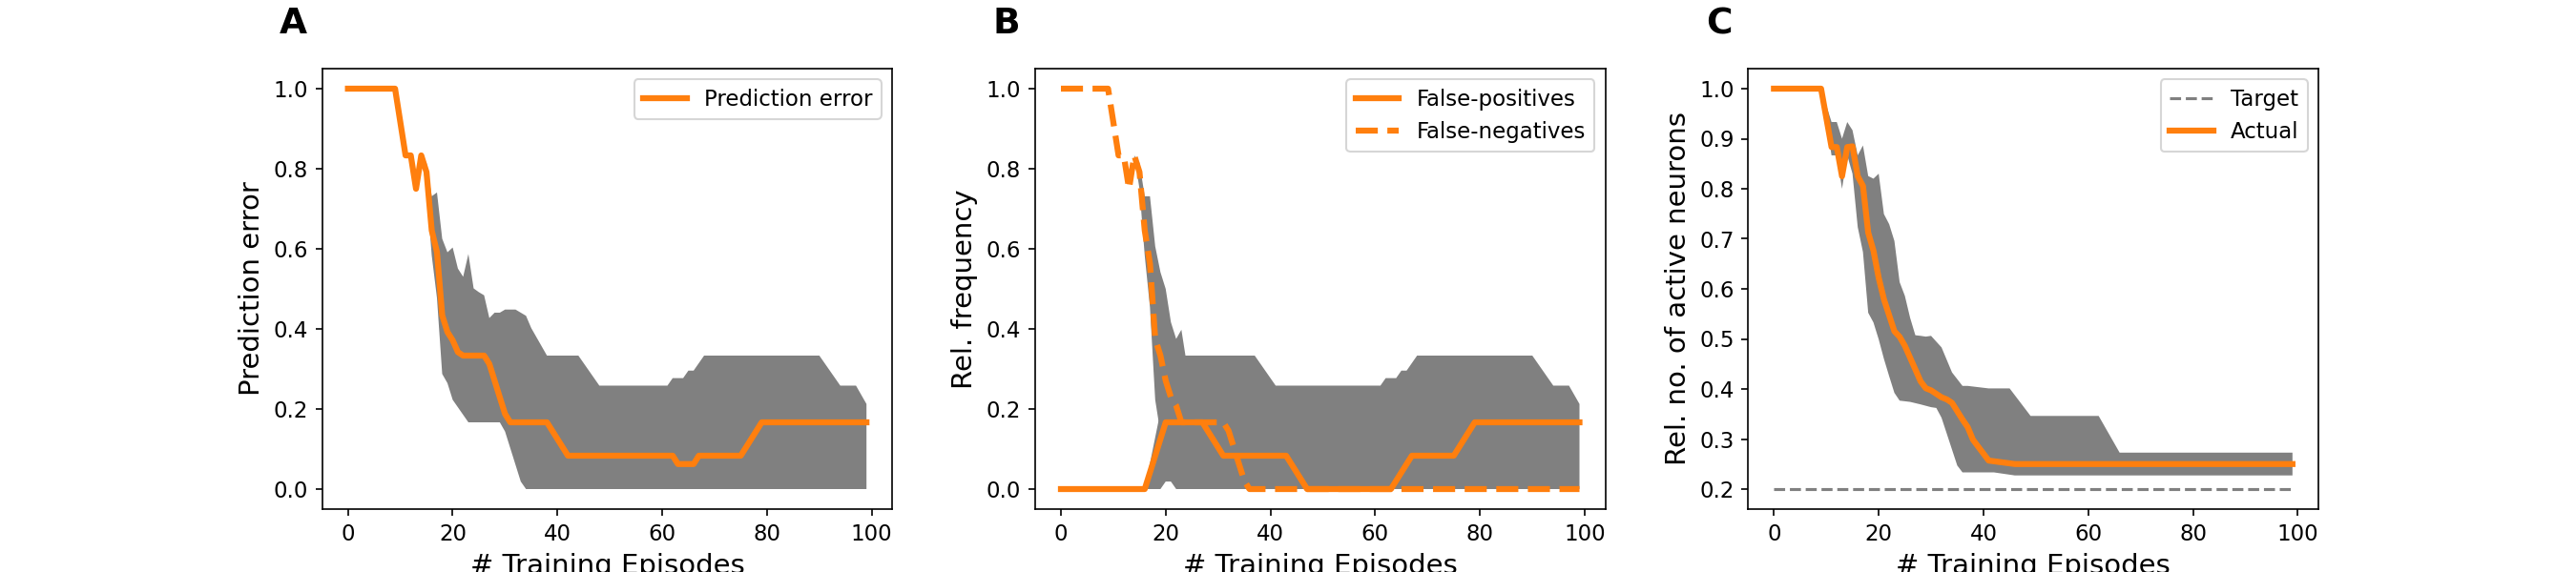 A
Prediction error
1.0
0.8
0.6
0.4
0.2
0.0
Prediction error
0 20 40 60 80 100
# Training Episodes
B
False-positives
False-negatives
1.0
0.8
0.6
0.4
0.2
0.0
Rel. frequency
0 20 40 60 80 100
# Training Episodes
C
Target
Actual
1.0
0.9
0.8
0.7
0.6
0.5
0.4
0.3
0.2
Rel. no. of active neurons
0 20 40 60 80 100
# Training Episodes